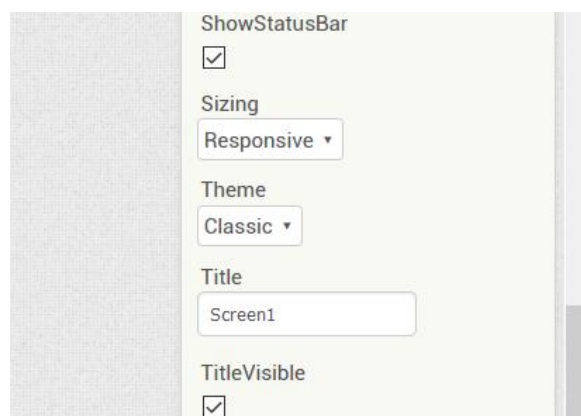 ShowStatusBar
Sizing
Responsive
Theme
Classic
Title
Screen1
TitleVisible